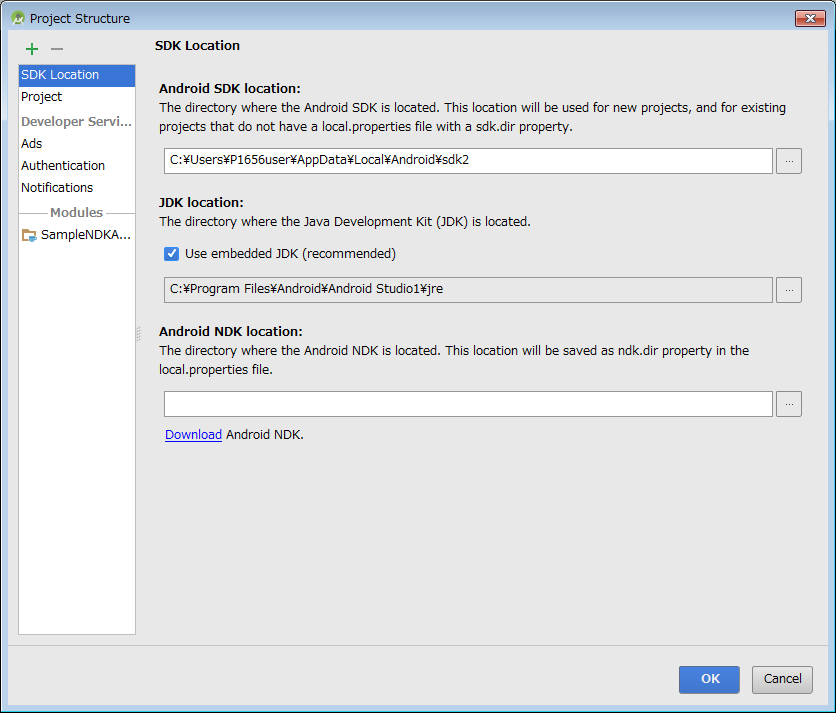 Project Structure
SDK Location
Project
Developer Servi...
Ads
Authentication
Notifications
Modules
SampleNDKA...
SDK Location
Android SDK location:
The directory where the Android SDK is located. This location will be used for new projects, and for existing
projects that do not have a local.properties file with a sdk.dir property.
C:¥Users¥P1656user¥AppData¥Local¥Android¥sdk2
...
JDK location:
The directory where the Java Development Kit (JDK) is located.
Use embedded JDK (recommended)
C:¥Program Files¥Android¥Android Studio1¥jre
...
Android NDK location:
The directory where the Android NDK is located. This location will be saved as ndk.dir property in the
local.properties file.
...
Download Android NDK.
OK
Cancel